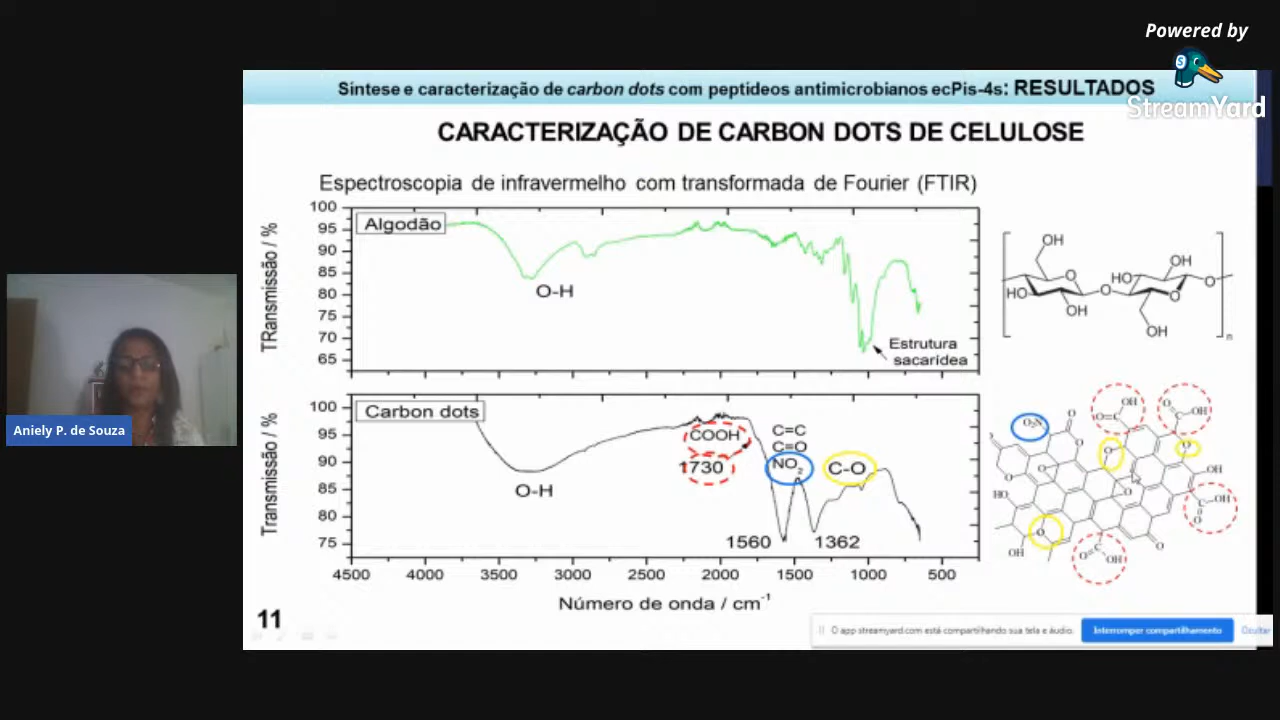 Powered by
StreamYard
Síntese e caracterização de carbon dots com peptídeos antimicrobianos ecPis-4s: RESULTADOS
CARACTERIZAÇÃO DE CARBON DOTS DE CELULOSE
Espectroscopia de infravermelho com transformada de Fourier (FTIR)
TRansmissão / %
100
95
90
85
80
75
70
65
Algodão
O-H
Estrutura
sacarídea
OH
O
HO
OH
O
HO
OH
O
O
OH
n
Transmissão / %
100
95
90
85
80
75
Carbon dots
O-H
COOH
1730
C=C
C=O
NO2
C-O
1560
1362
4500
4000
3500
3000
2500
2000
1500
1000
500
Número de onda / cm-1
O2N
OH
HO
OH
11
Aniely P. de Souza
O app streamyard.com está compartilhando sua tela e áudio.
Interromper compartilhamento
Ocultar